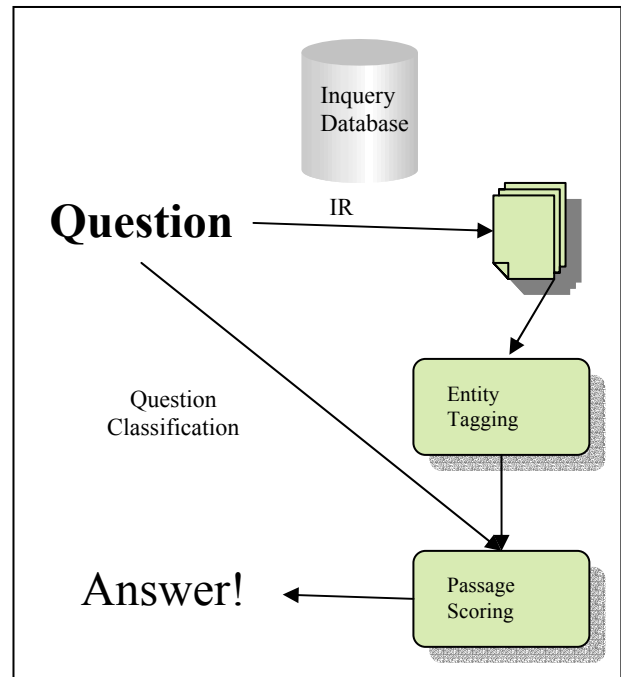 Inquery
Database
IR
Question
Entity
Tagging
Question
Classification
Answer!
Passage
Scoring